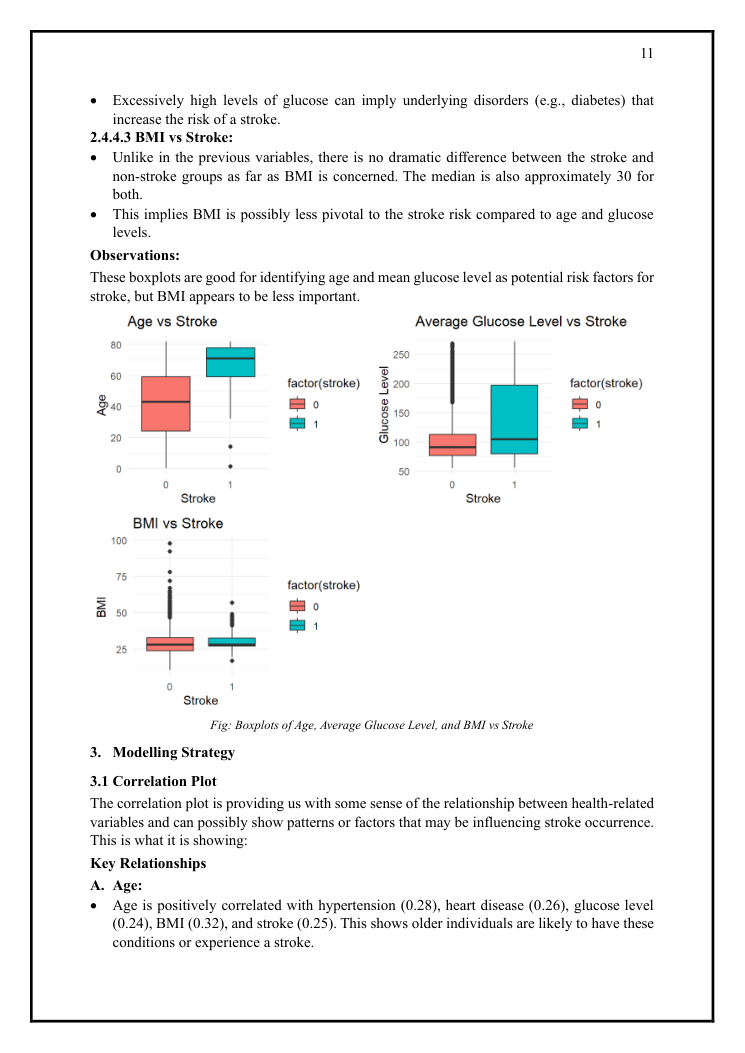 11
• Excessively high levels of glucose can imply underlying disorders (e.g., diabetes) that
increase the risk of a stroke.
2.4.4.3 BMI vs Stroke:
• Unlike in the previous variables, there is no dramatic difference between the stroke and
non-stroke groups as far as BMI is concerned. The median is also approximately 30 for
both.
• This implies BMI is possibly less pivotal to the stroke risk compared to age and glucose
levels.
Observations:
These boxplots are good for identifying age and mean glucose level as potential risk factors for
stroke, but BMI appears to be less important.
Age vs Stroke
80
60
40
20
0
Age
0 1
Stroke
factor(stroke)
0
1
Average Glucose Level vs Stroke
250
200
150
100
50
Glucose Level
0 1
Stroke
factor(stroke)
0
1
BMI vs Stroke
100
75
50
25
BMI
0 1
Stroke
factor(stroke)
0
1
Fig: Boxplots of Age, Average Glucose Level, and BMI vs Stroke
3. Modelling Strategy
3.1 Correlation Plot
The correlation plot is providing us with some sense of the relationship between health-related
variables and can possibly show patterns or factors that may be influencing stroke occurrence.
This is what it is showing:
Key Relationships
A. Age:
• Age is positively correlated with hypertension (0.28), heart disease (0.26), glucose level
(0.24), BMI (0.32), and stroke (0.25). This shows older individuals are likely to have these
conditions or experience a stroke.